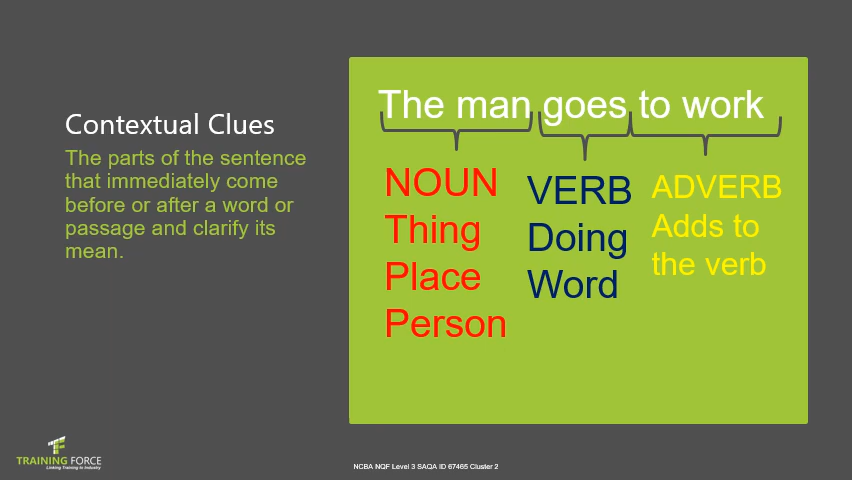 Contextual Clues
The parts of the sentence
that immediately come
before or after a word or
passage and clarify its
mean.
The man goes to work
NOUN
Thing
Place
Person
VERB
Doing
Word
ADVERB
Adds to
the verb
TRAINING FORCE
Linking Training to Industry
NCBA NQF Level 3 SAQA ID 67465 Cluster 2